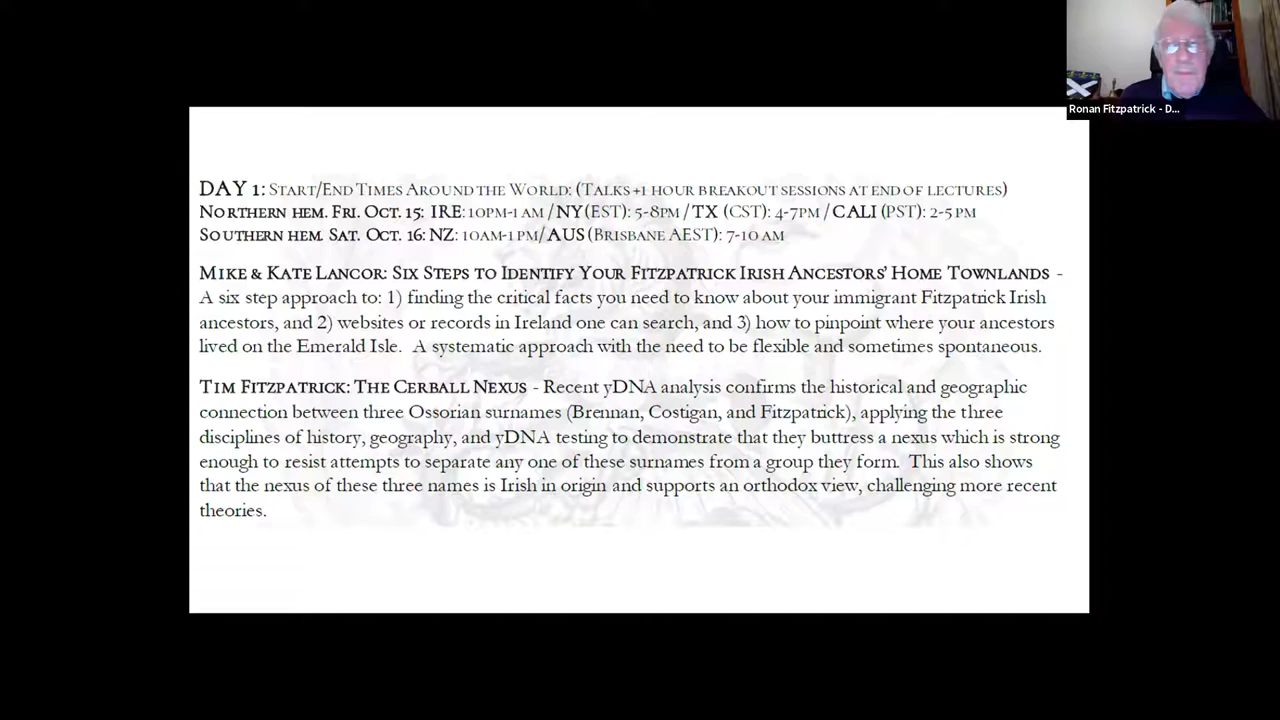 Ronan Fitzpatrick - D...
DAY 1: START/END TIMES AROUND THE WORLD: (TALKS +1 HOUR BREAKOUT SESSIONS AT END OF LECTURES)
NORTHERN HEM. FRI. OCT. 15: IRE: 10PM-1 AM / NY (EST): 5-8PM / TX (CST): 4-7PM / CALI (PST): 2-5 PM
SOUTHERN HEM. SAT. OCT. 16: NZ: 10AM-1PM/ AUS (BRISBANE AEST): 7-10 AM
MIKE & KATE LANCOR: SIX STEPS TO IDENTIFY YOUR FITZPATRICK IRISH ANCESTORS' HOME TOWNLANDS -
A six step approach to: 1) finding the critical facts you need to know about your immigrant Fitzpatrick Irish
ancestors, and 2) websites or records in Ireland one can search, and 3) how to pinpoint where your ancestors
lived on the Emerald Isle. A systematic approach with the need to be flexible and sometimes spontaneous.
TIM FITZPATRICK: THE CERBALL NEXUS - Recent yDNA analysis confirms the historical and geographic
connection between three Ossorian surnames (Brennan, Costigan, and Fitzpatrick), applying the three
disciplines of history, geography, and yDNA testing to demonstrate that they buttress a nexus which is strong
enough to resist attempts to separate any one of these surnames from a group they form. This also shows
that the nexus of these three names is Irish in origin and supports an orthodox view, challenging more recent
theories.